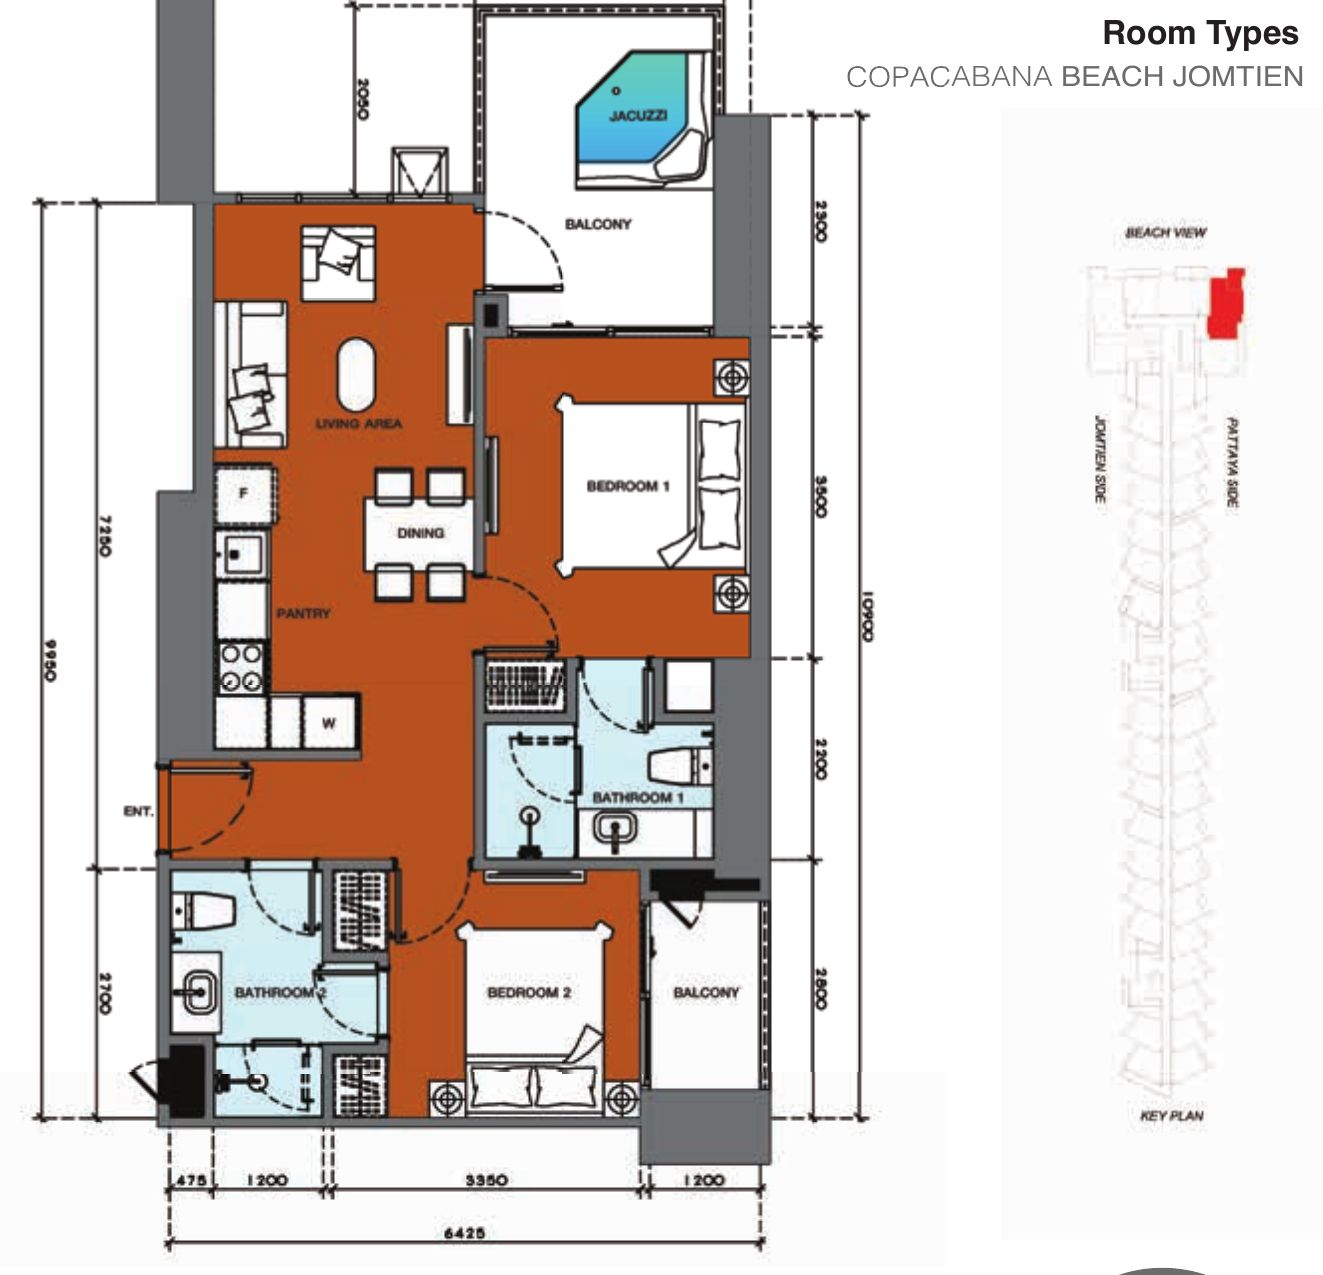 Room Types
COPACABANA BEACH JOMTIEN
2050
JACUZZI
BALCONY
2300
BEACH VIEW
LIVING AREA
F
DINING
BEDROOM 1
3500
JOMTIEN SIDE
PATTAYA SIDE
7250
PANTRY
10900
9950
W
2200
BATHROOM 1
ENT.
2700
BATHROOM 2
BEDROOM 2
BALCONY
2800
KEY PLAN
475
1200
3350
1200
6425